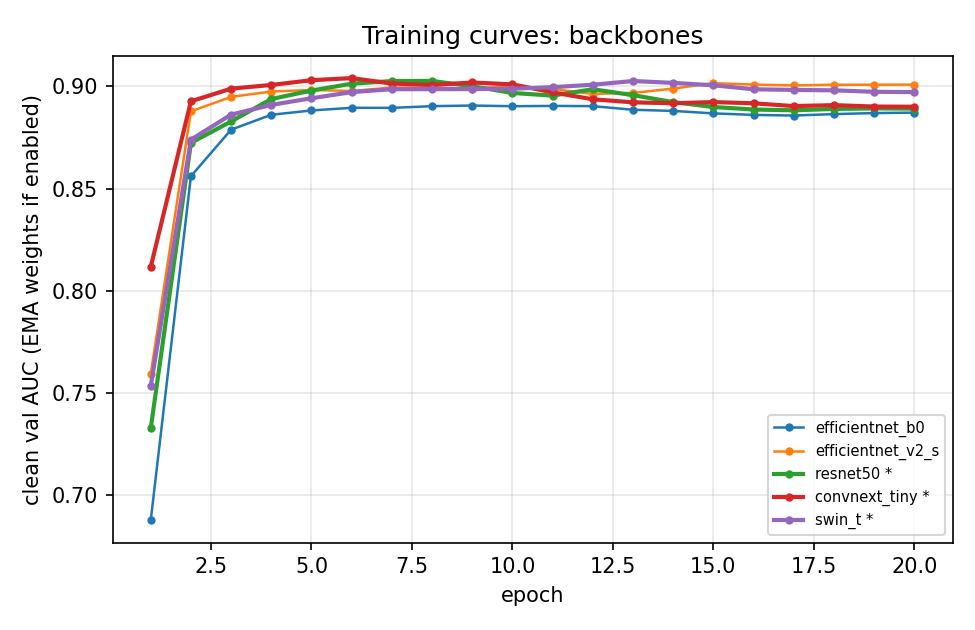 Training curves: backbones
clean val AUC (EMA weights if enabled)
0.90
0.85
0.80
0.75
0.70
efficientnet_b0
efficientnet_v2_s
resnet50 *
convnext_tiny *
swin_t *
2.5 5.0 7.5 10.0 12.5 15.0 17.5 20.0
epoch